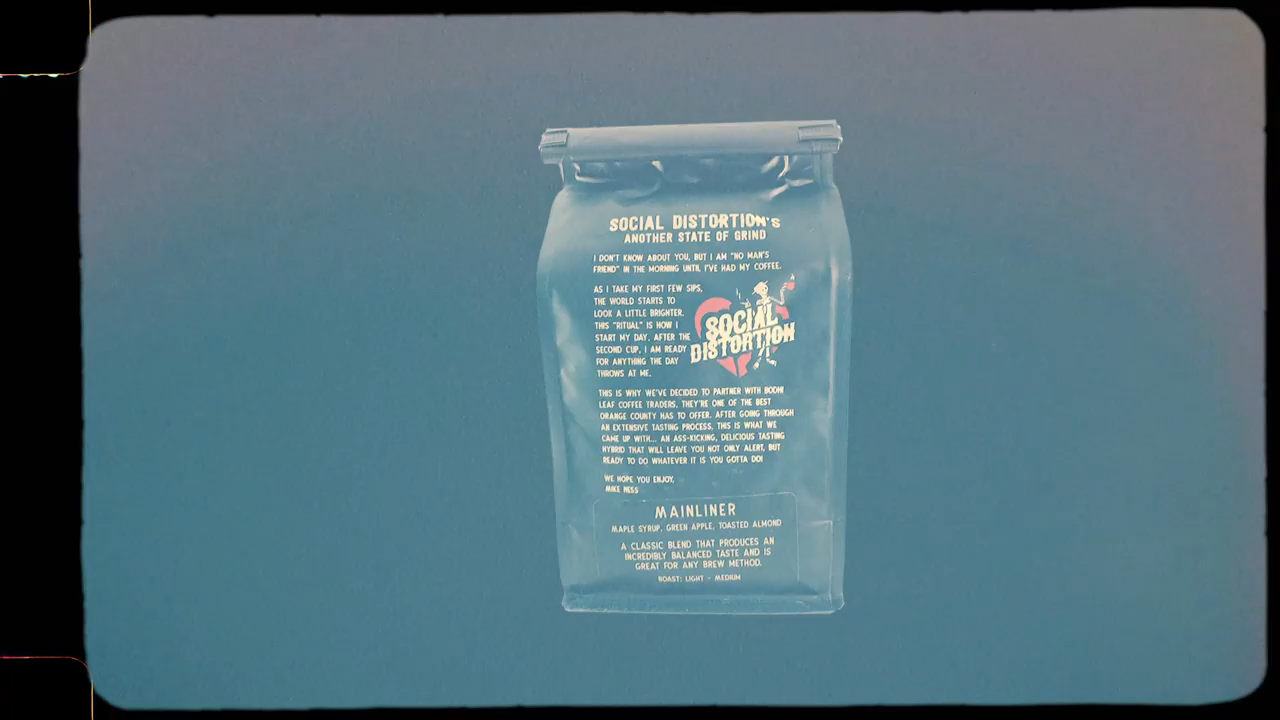 SOCIAL DISTORTION'S
ANOTHER STATE OF GRIND
I DON'T KNOW ABOUT YOU, BUT I AM "NO MAN'S
FRIEND" IN THE MORNING UNTIL I'VE HAD MY COFFEE.
AS I TAKE MY FIRST FEW SIPS,
THE WORLD STARTS TO
LOOK A LITTLE BRIGHTER.
THIS "RITUAL" IS HOW I
START MY DAY. AFTER THE
SECOND CUP, I AM READY
FOR ANYTHING THE DAY
THROWS AT ME.
SOCIAL
DISTORTION
THIS IS WHY WE'VE DECIDED TO PARTNER WITH BODHI
LEAF COFFEE TRADERS. THEY'RE ONE OF THE BEST
ORANGE COUNTY HAS TO OFFER. AFTER GOING THROUGH
AN EXTENSIVE TASTING PROCESS, THIS IS WHAT WE
CAME UP WITH... AN ASS-KICKING, DELICIOUS TASTING
HYBRID THAT WILL LEAVE YOU NOT ONLY ALERT, BUT
READY TO DO WHATEVER IT IS YOU GOTTA DO!
WE HOPE YOU ENJOY,
MIKE NESS
MAINLINER
MAPLE SYRUP, GREEN APPLE, TOASTED ALMOND
A CLASSIC BLEND THAT PRODUCES AN
INCREDIBLY BALANCED TASTE AND IS
GREAT FOR ANY BREW METHOD.
ROAST: LIGHT - MEDIUM